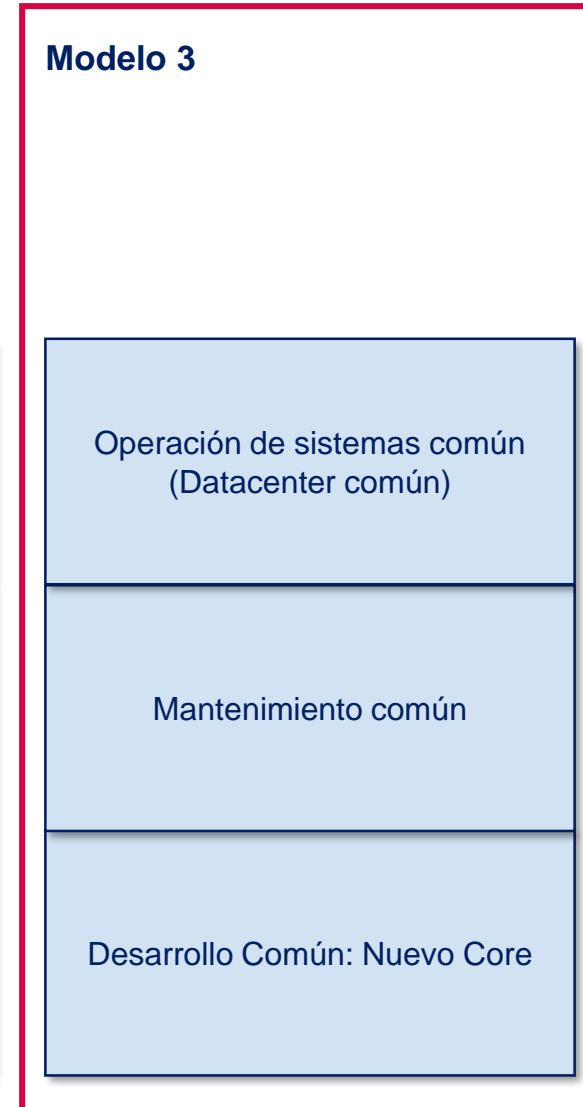 Modelo 3
Operación de sistemas común
(Datacenter común)
Mantenimiento común
Desarrollo Común: Nuevo Core